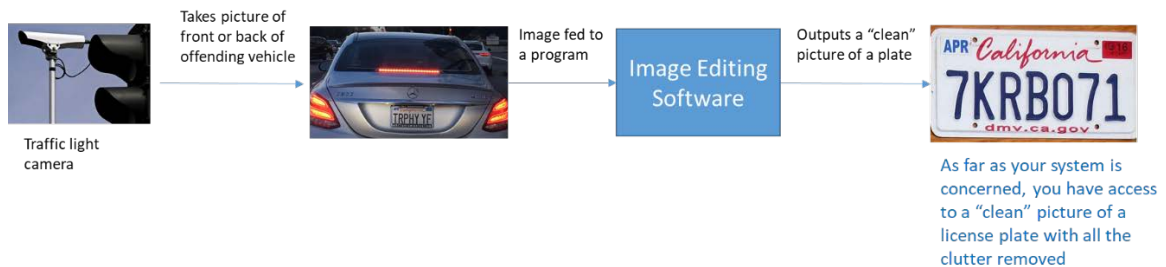 Takes picture of
front or back of
offending vehicle
Traffic light
camera
TRPHY YF
Image fed to
a program
Image Editing
Software
Outputs a “clean”
picture of a plate
APR California
7KRB071
dmv.ca.gov
As far as your system is
concerned, you have access
to a “clean” picture of a
license plate with all the
clutter removed